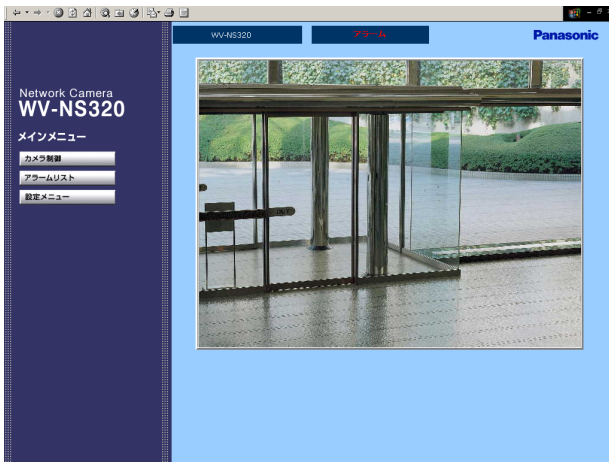 WV-NS320
アラーム
Panasonic
Network Camera
WV-NS320
メインメニュー
カメラ制御
アラームリスト
設定メニュー
OUT